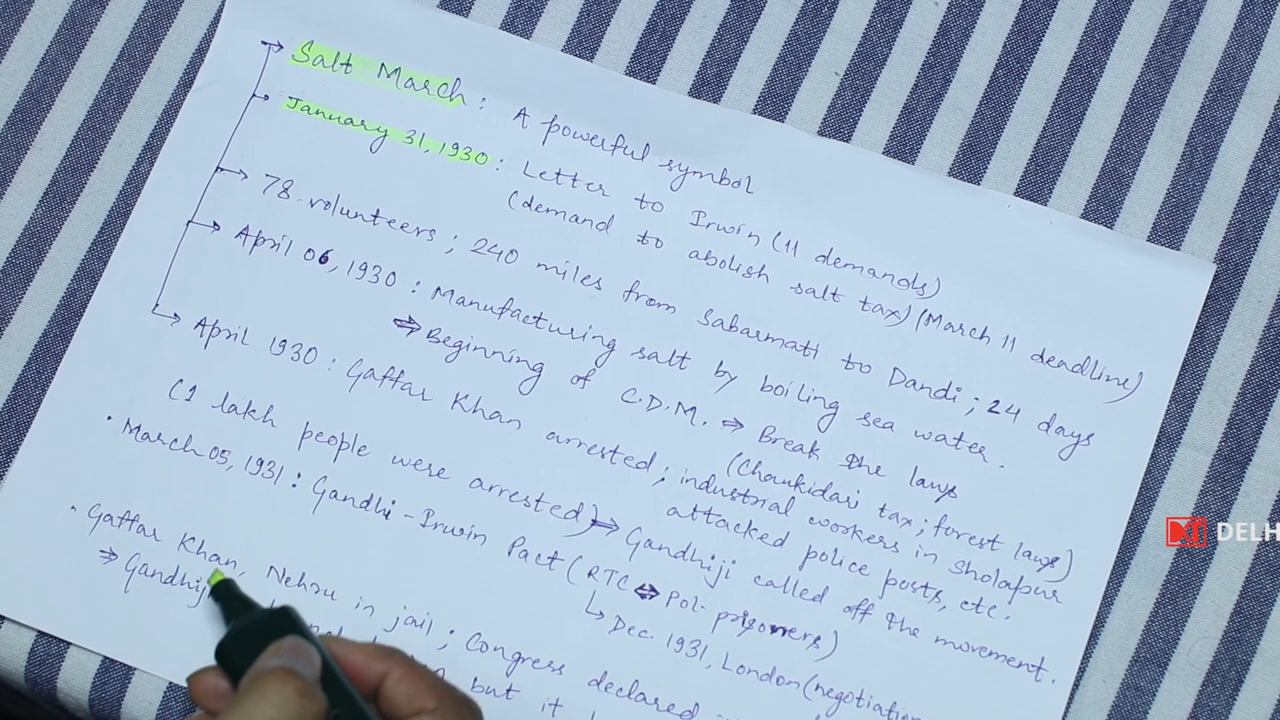 Salt March : A powerful symbol
January 31, 1930 : Letter to Irwin (11 demands)
(demand to abolish salt tax) (March 11 deadline)
78 volunteers ; 240 miles from Sabarmati to Dandi ; 24 days
April 06, 1930 : Manufacturing salt by boiling sea water.
⇒ Beginning of C.D.M. ⇒ Break the laws
(Chaukidari tax ; forest laws)
April 1930 : Gaffar Khan arrested ; industrial workers in Sholapur
attacked police posts, etc.
(1 lakh people were arrested) ⇒ Gandhiji called off the movement.
• March 05, 1931 : Gandhi-Irwin Pact (RTC ⇔ Pol. prisoners)
↳ Dec. 1931, London (negotiation
• Gaffar Khan, Nehru in jail ; Congress declared
⇒ Gandhiji but it
DELH